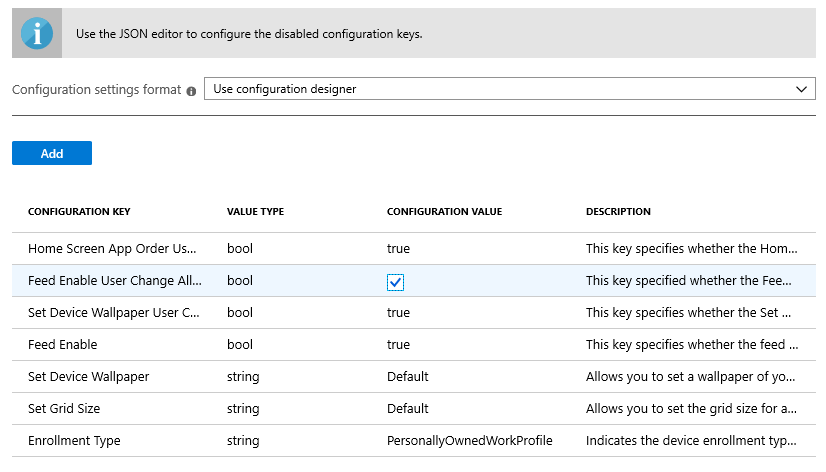 Use the JSON editor to configure the disabled configuration keys.
Configuration settings format Use configuration designer
Add
CONFIGURATION KEY VALUE TYPE CONFIGURATION VALUE DESCRIPTION
Home Screen App Order Us... bool true This key specifies whether the Hom...
Feed Enable User Change All... bool This key specified whether the Fee...
Set Device Wallpaper User C... bool true This key specifies whether the Set ...
Feed Enable bool true This key specifies whether the feed ...
Set Device Wallpaper string Default Allows you to set a wallpaper of yo...
Set Grid Size string Default Allows you to set the grid size for a...
Enrollment Type string PersonallyOwnedWorkProfile Indicates the device enrollment typ...